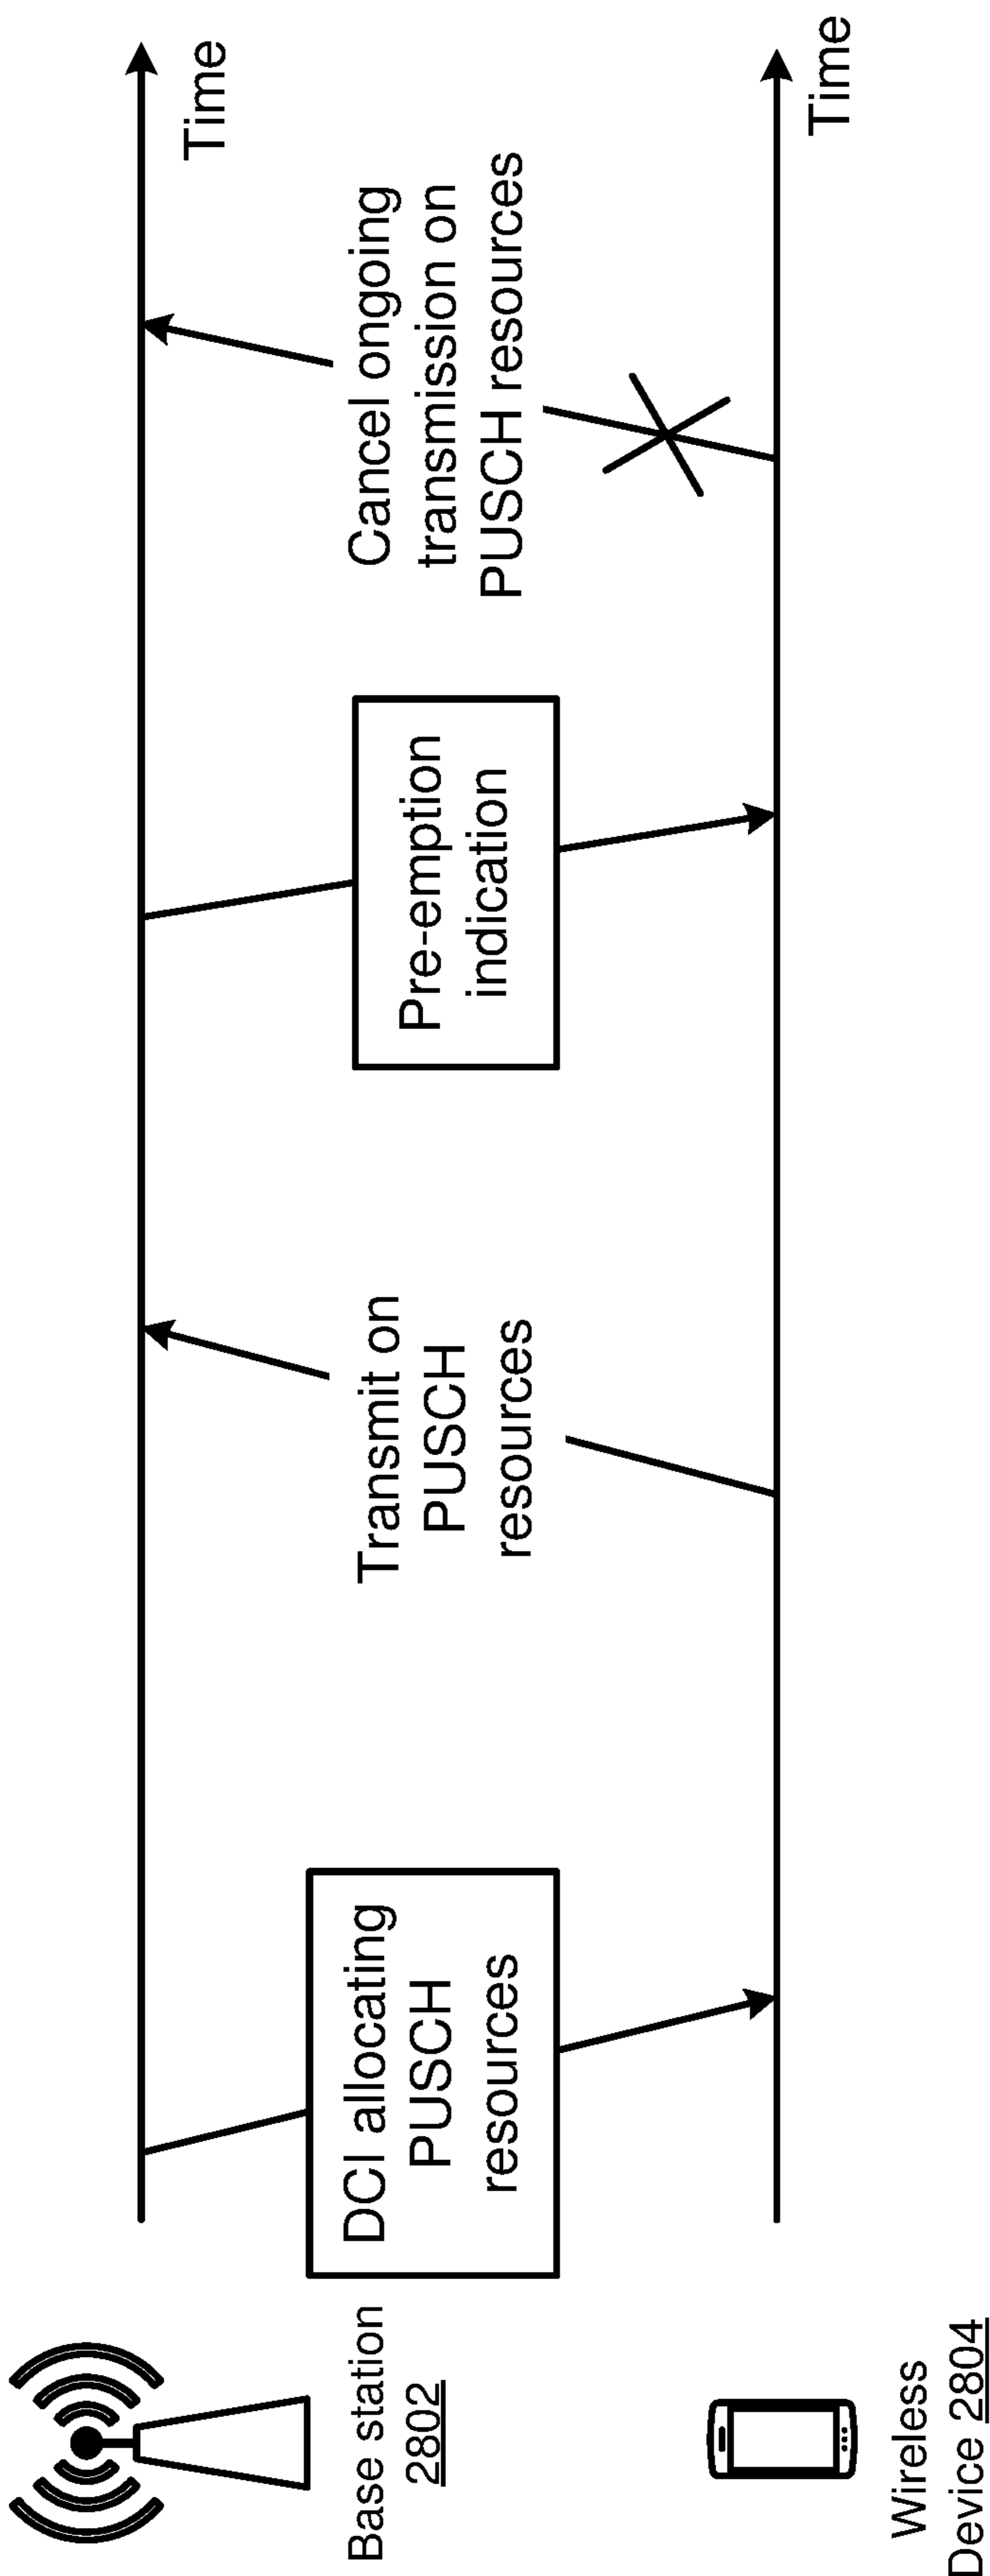 Base station
2802
DCI allocating
PUSCH
resources
Transmit on
PUSCH
resources
Pre-emption
indication
Cancel ongoing
transmission on
PUSCH resources
Time
Wireless
Device 2804
Time